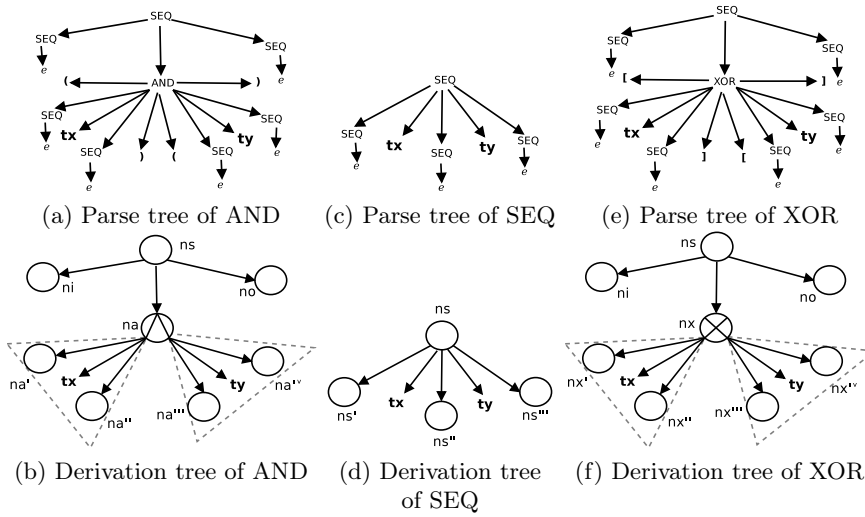 SEQ
SEQ
SEQ
e
e
( AND )
SEQ
tx
SEQ
) (
SEQ
ty
SEQ
e
e
e
e
(a) Parse tree of AND
SEQ
SEQ
tx
SEQ
ty
SEQ
e
e
e
(c) Parse tree of SEQ
SEQ
SEQ
SEQ
e
e
[ XOR ]
SEQ
tx
SEQ
] [
SEQ
ty
SEQ
e
e
e
e
(e) Parse tree of XOR
ns
ni
no
na
na'
tx
na''
na'''
ty
na'ᵛ
(b) Derivation tree of AND
ns
ns'
tx
ns''
ty
ns'''
(d) Derivation tree
of SEQ
ns
ni
no
nx
nx'
tx
nx''
nx'''
ty
nx'ᵛ
(f) Derivation tree of XOR